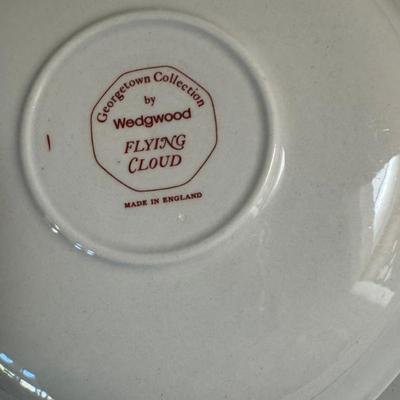 Georgetown Collection
by
Wedgwood
FLYING
CLOUD
MADE IN ENGLAND